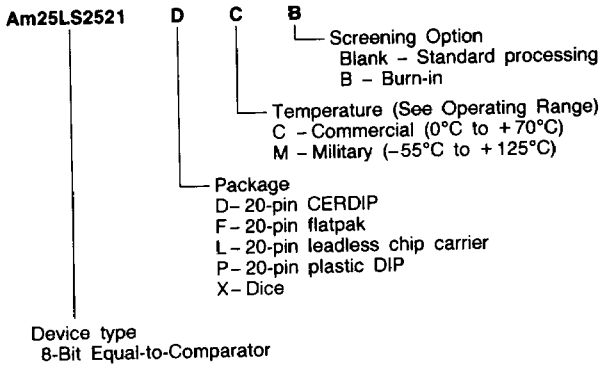 Am25LS2521 D C B
Screening Option
Blank – Standard processing
B – Burn-in
Temperature (See Operating Range)
C – Commercial (0°C to +70°C)
M – Military (–55°C to +125°C)
Package
D – 20-pin CERDIP
F – 20-pin flatpak
L – 20-pin leadless chip carrier
P – 20-pin plastic DIP
X – Dice
Device type
8-Bit Equal-to-Comparator